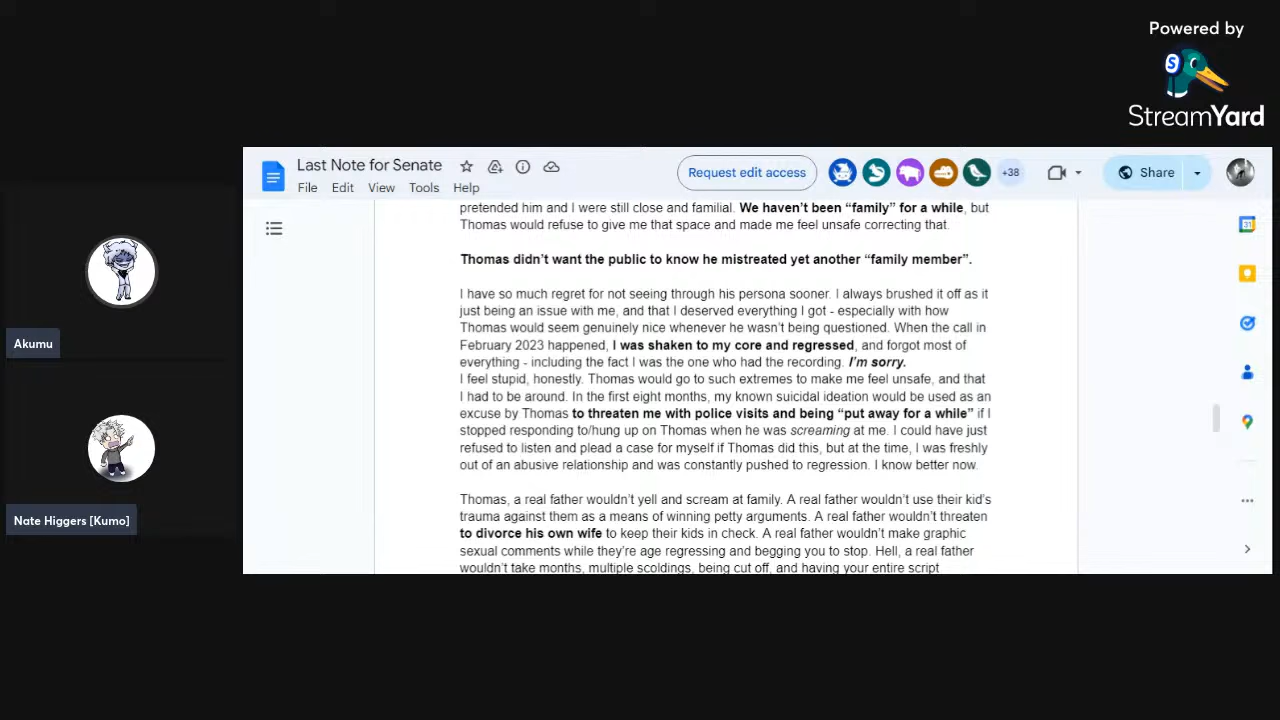 Powered by
StreamYard
Last Note for Senate
File Edit View Tools Help
Request edit access
+38
Share
31
pretended him and I were still close and familial. We haven’t been “family” for a while, but
Thomas would refuse to give me that space and made me feel unsafe correcting that.
Thomas didn’t want the public to know he mistreated yet another “family member”.
I have so much regret for not seeing through his persona sooner. I always brushed it off as it
just being an issue with me, and that I deserved everything I got - especially with how
Thomas would seem genuinely nice whenever he wasn’t being questioned. When the call in
February 2023 happened, I was shaken to my core and regressed, and forgot most of
everything - including the fact I was the one who had the recording. I’m sorry.
I feel stupid, honestly. Thomas would go to such extremes to make me feel unsafe, and that
I had to be around. In the first eight months, my known suicidal ideation would be used as an
excuse by Thomas to threaten me with police visits and being “put away for a while” if I
stopped responding to/hung up on Thomas when he was screaming at me. I could have just
refused to listen and plead a case for myself if Thomas did this, but at the time, I was freshly
out of an abusive relationship and was constantly pushed to regression. I know better now.
Thomas, a real father wouldn’t yell and scream at family. A real father wouldn’t use their kid’s
trauma against them as a means of winning petty arguments. A real father wouldn’t threaten
to divorce his own wife to keep their kids in check. A real father wouldn’t make graphic
sexual comments while they’re age regressing and begging you to stop. Hell, a real father
wouldn’t take months, multiple scoldings, being cut off, and having your entire script
Akumu
Nate Higgers [Kumo]